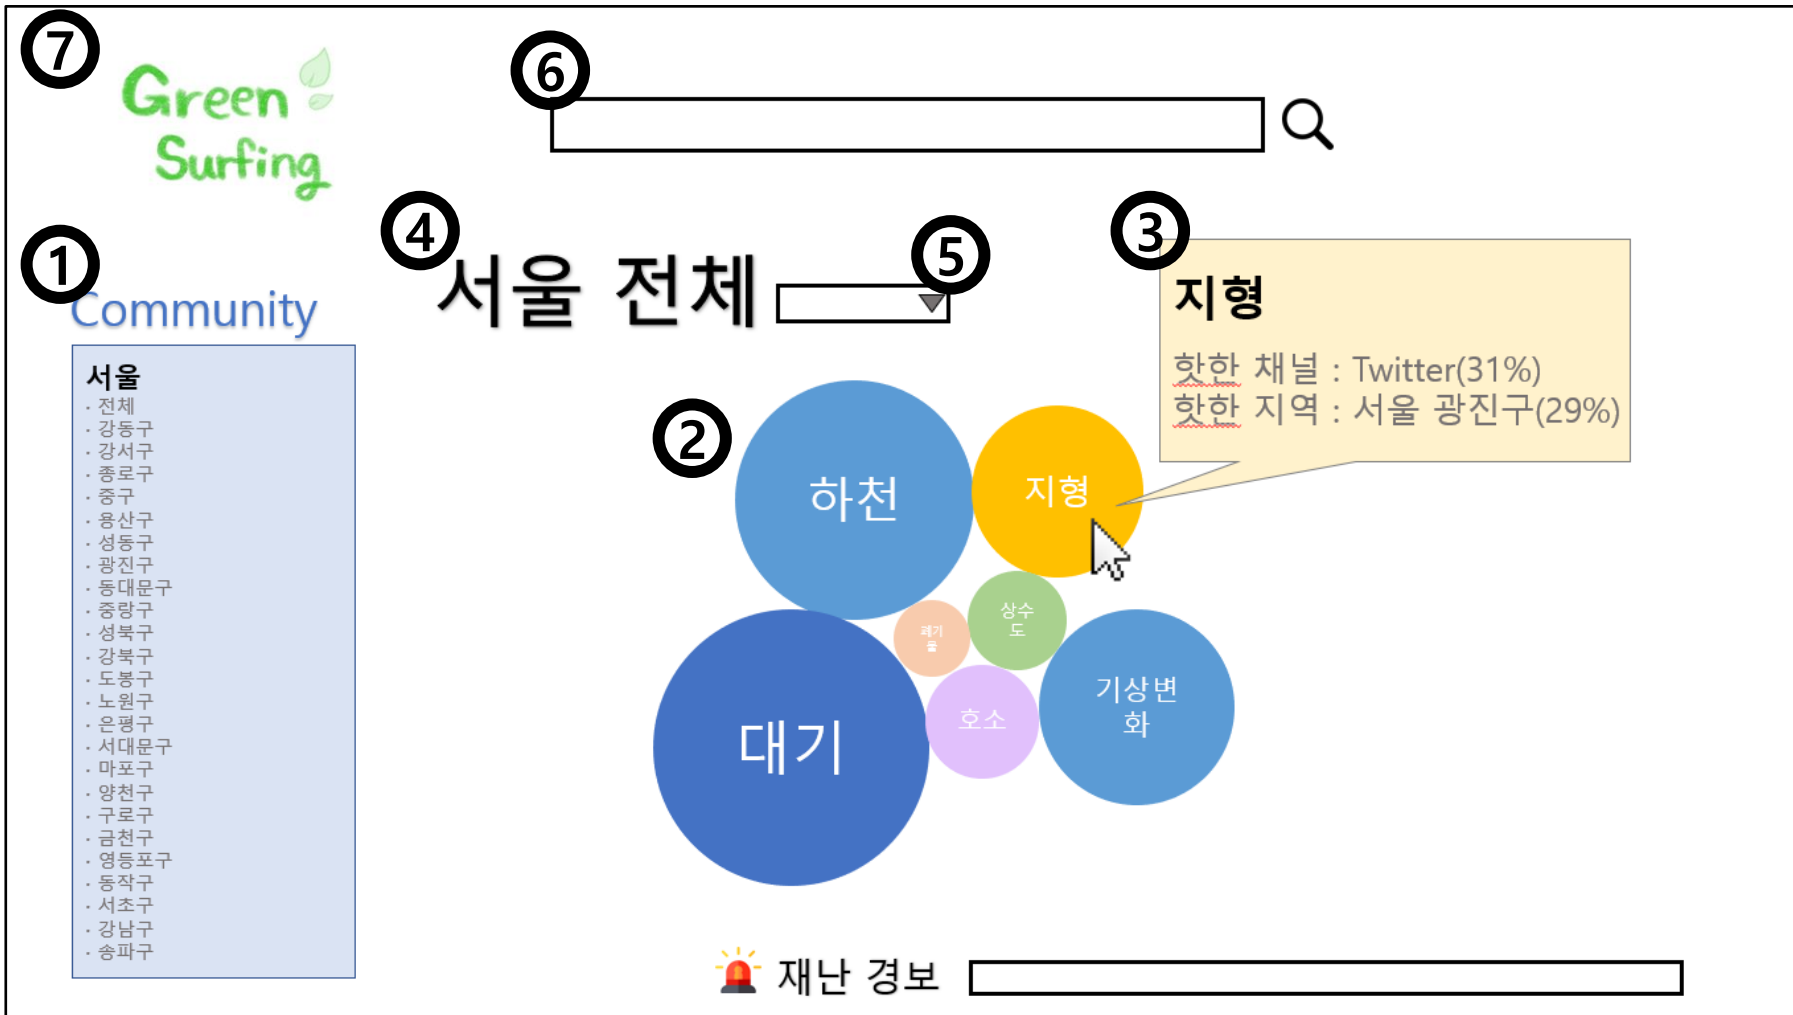 7
Green
Surfing
6
1
Community
서울
· 전체
· 강동구
· 강서구
· 종로구
· 중구
· 용산구
· 성동구
· 광진구
· 동대문구
· 중랑구
· 성북구
· 강북구
· 도봉구
· 노원구
· 은평구
· 서대문구
· 마포구
· 양천구
· 구로구
· 금천구
· 영등포구
· 동작구
· 서초구
· 강남구
· 송파구
4
서울 전체
5
3
지형
핫한 채널 : Twitter(31%)
핫한 지역 : 서울 광진구(29%)
2
하천
지형
폐기
물
상수
도
대기
호소
기상변
화
재난 경보